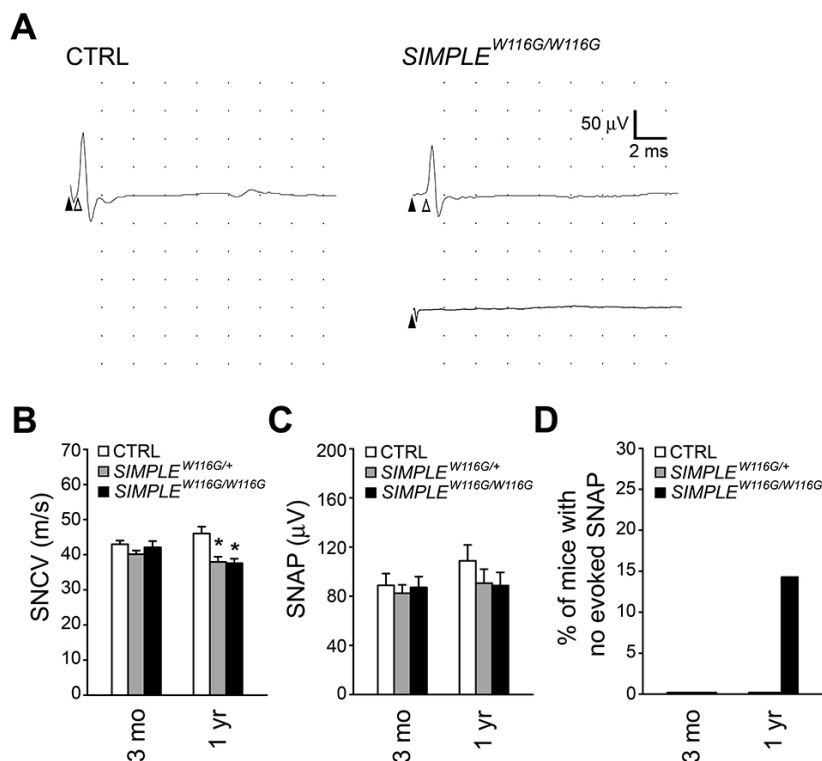 A
CTRL
SIMPLE W116G/W116G
50 μV
2 ms
B
CTRL
SIMPLE W116G/+
SIMPLE W116G/W116G
SNCV (m/s)
70
60
50
40
30
20
10
0
* *
3 mo
1 yr
C
CTRL
SIMPLE W116G/+
SIMPLE W116G/W116G
SNAP (μV)
200
160
120
80
40
0
3 mo
1 yr
D
CTRL
SIMPLE W116G/+
SIMPLE W116G/W116G
% of mice with
no evoked SNAP
30
25
20
15
10
5
0
3 mo
1 yr